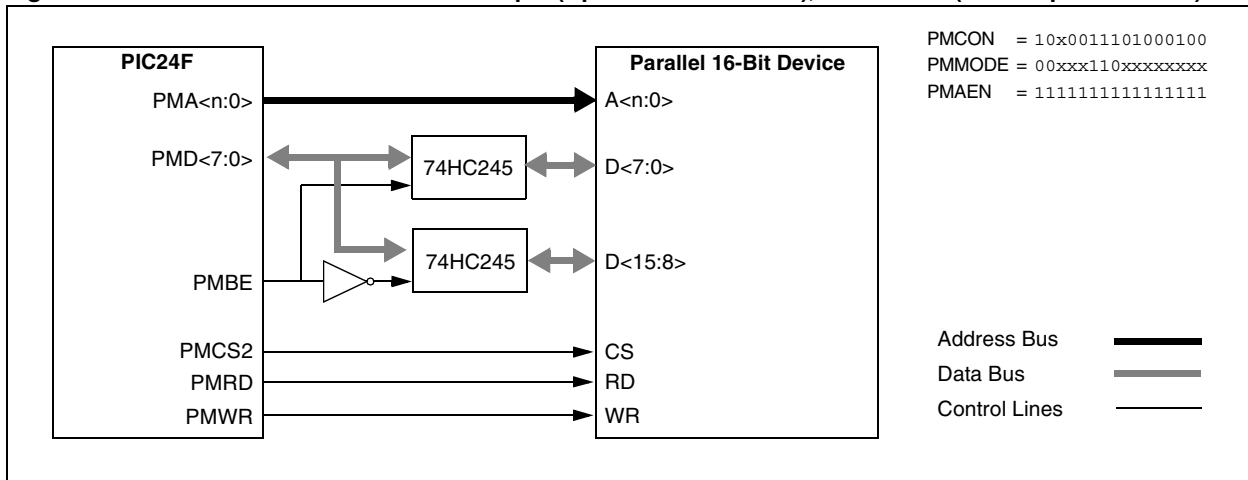 PIC24F
PMA<n:0>
PMD<7:0>
PMBE
PMCS2
PMRD
PMWR
74HC245
74HC245
Parallel 16-Bit Device
A<n:0>
D<7:0>
D<15:8>
CS
RD
WR
PMCON = 10x0011101000100
PMMODE = 00xxx110xxxxxxxx
PMAEN = 1111111111111111
Address Bus
Data Bus
Control Lines